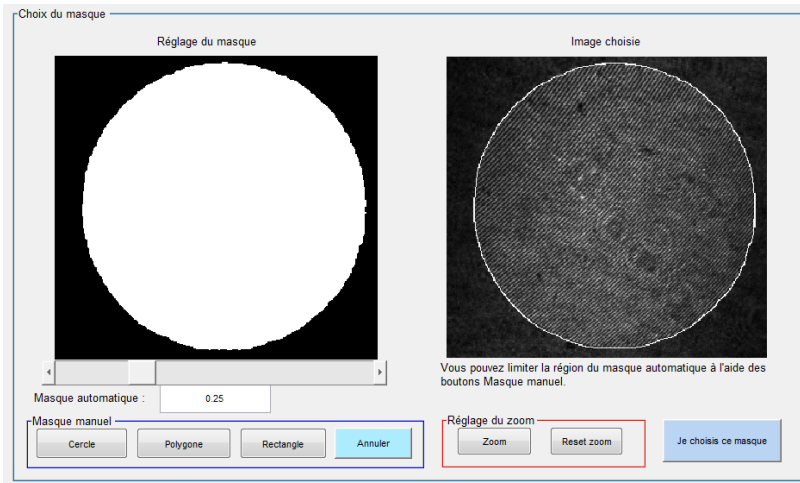 Choix du masque
Réglage du masque
Image choisie
Vous pouvez limiter la région du masque automatique à l'aide des
boutons Masque manuel.
Masque automatique :
0.25
Masque manuel
Cercle
Polygone
Rectangle
Annuler
Réglage du zoom
Zoom
Reset zoom
Je choisis ce masque